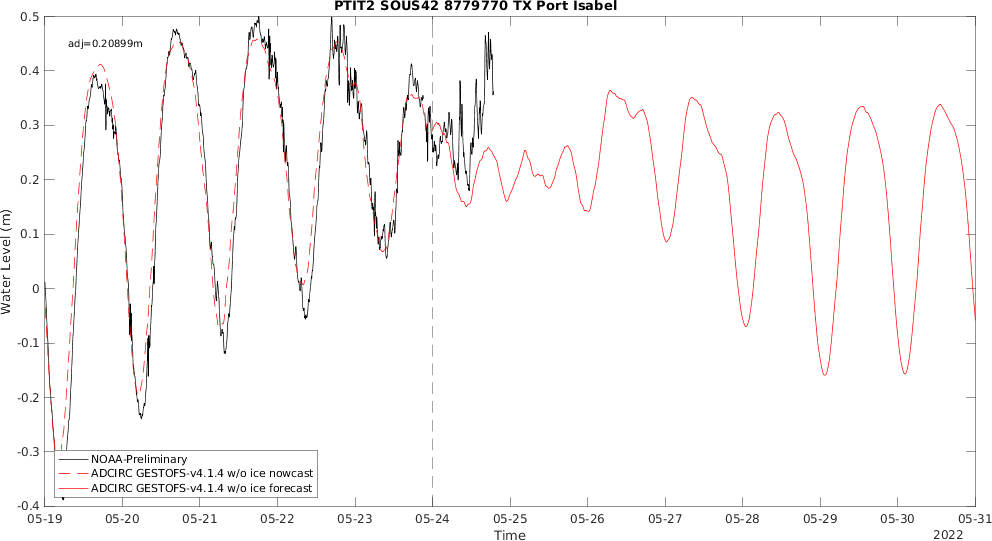 PTIT2 SOUS42 8779770 TX Port Isabel
adj=0.20899m
Water Level (m)
0.5
0.4
0.3
0.2
0.1
0
-0.1
-0.2
-0.3
-0.4
NOAA-Preliminary
ADCIRC GESTOFS-v4.1.4 w/o ice nowcast
ADCIRC GESTOFS-v4.1.4 w/o ice forecast
05-19 05-20 05-21 05-22 05-23 05-24 05-25 05-26 05-27 05-28 05-29 05-30 05-31
Time
2022